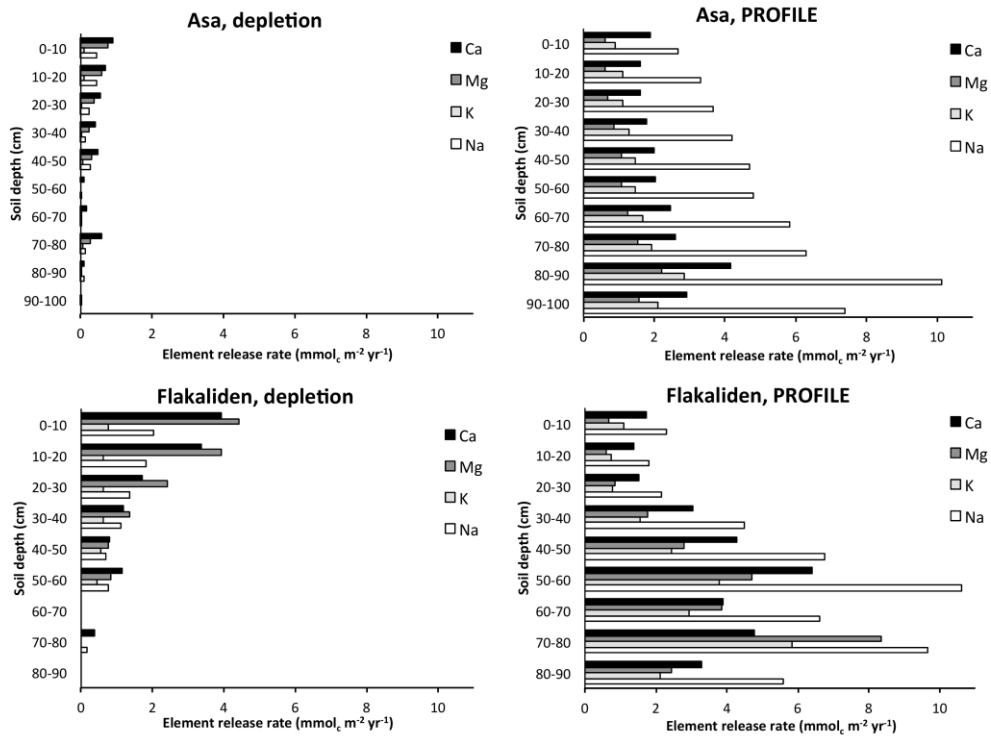 Asa, depletion
Soil depth (cm)
0-10
10-20
20-30
30-40
40-50
50-60
60-70
70-80
80-90
90-100
0 2 4 6 8 10
Element release rate (mmolc m-2 yr-1)
Ca
Mg
K
Na
Asa, PROFILE
Soil depth (cm)
0-10
10-20
20-30
30-40
40-50
50-60
60-70
70-80
80-90
90-100
0 2 4 6 8 10
Element release rate (mmolc m-2 yr-1)
Ca
Mg
K
Na
Flakaliden, depletion
Soil depth (cm)
0-10
10-20
20-30
30-40
40-50
50-60
60-70
70-80
80-90
0 2 4 6 8 10
Element release rate (mmolc m-2 yr-1)
Ca
Mg
K
Na
Flakaliden, PROFILE
Soil depth (cm)
0-10
10-20
20-30
30-40
40-50
50-60
60-70
70-80
80-90
0 2 4 6 8 10
Element release rate (mmolc m-2 yr-1)
Ca
Mg
K
Na